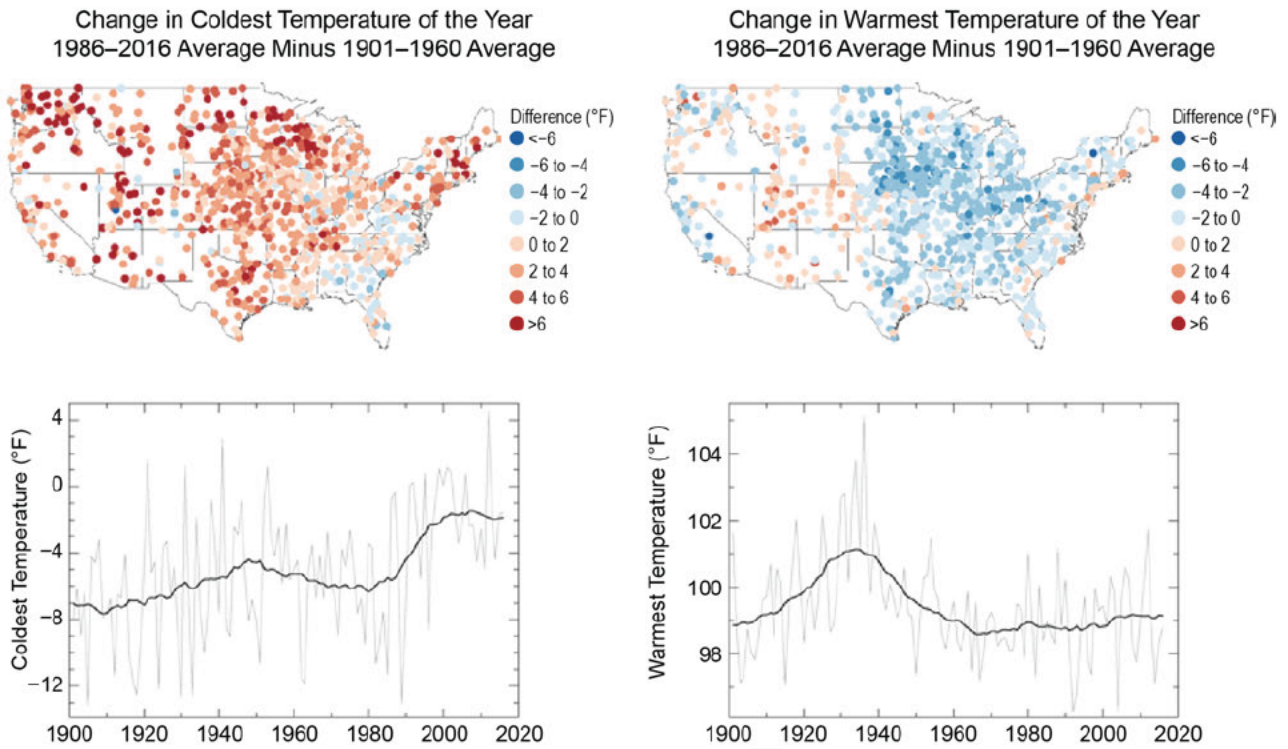 Change in Coldest Temperature of the Year
1986–2016 Average Minus 1901–1960 Average
Difference (°F)
<-6
−6 to −4
−4 to −2
−2 to 0
0 to 2
2 to 4
4 to 6
>6
Change in Warmest Temperature of the Year
1986–2016 Average Minus 1901–1960 Average
Difference (°F)
<-6
−6 to −4
−4 to −2
−2 to 0
0 to 2
2 to 4
4 to 6
>6
Coldest Temperature (°F)
4
0
−4
−8
−12
1900 1920 1940 1960 1980 2000 2020
Warmest Temperature (°F)
104
102
100
98
1900 1920 1940 1960 1980 2000 2020